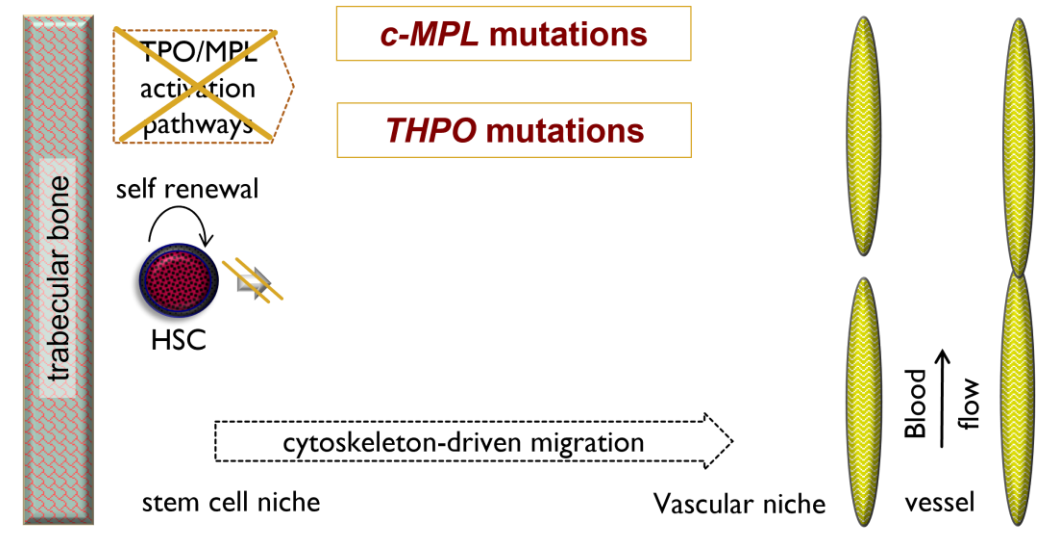 TPO/MPL
activation
pathways
c-MPL mutations
THPO mutations
trabecular bone
self renewal
HSC
cytoskeleton-driven migration
Blood
flow
stem cell niche
Vascular niche
vessel